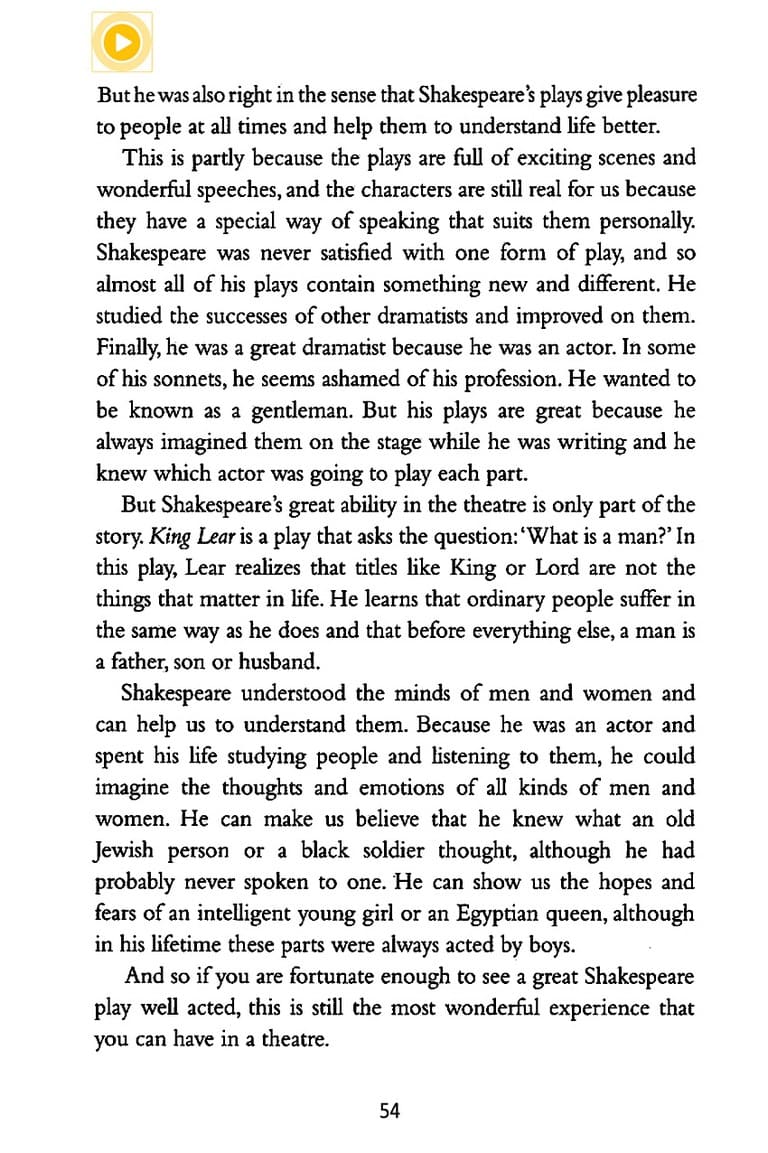 But he was also right in the sense that Shakespeare's plays give pleasure
to people at all times and help them to understand life better.
This is partly because the plays are full of exciting scenes and
wonderful speeches, and the characters are still real for us because
they have a special way of speaking that suits them personally.
Shakespeare was never satisfied with one form of play, and so
almost all of his plays contain something new and different. He
studied the successes of other dramatists and improved on them.
Finally, he was a great dramatist because he was an actor. In some
of his sonnets, he seems ashamed of his profession. He wanted to
be known as a gentleman. But his plays are great because he
always imagined them on the stage while he was writing and he
knew which actor was going to play each part.
But Shakespeare's great ability in the theatre is only part of the
story. King Lear is a play that asks the question: ‘What is a man?’ In
this play, Lear realizes that titles like King or Lord are not the
things that matter in life. He learns that ordinary people suffer in
the same way as he does and that before everything else, a man is
a father, son or husband.
Shakespeare understood the minds of men and women and
can help us to understand them. Because he was an actor and
spent his life studying people and listening to them, he could
imagine the thoughts and emotions of all kinds of men and
women. He can make us believe that he knew what an old
Jewish person or a black soldier thought, although he had
probably never spoken to one. He can show us the hopes and
fears of an intelligent young girl or an Egyptian queen, although
in his lifetime these parts were always acted by boys.
And so if you are fortunate enough to see a great Shakespeare
play well acted, this is still the most wonderful experience that
you can have in a theatre.
54